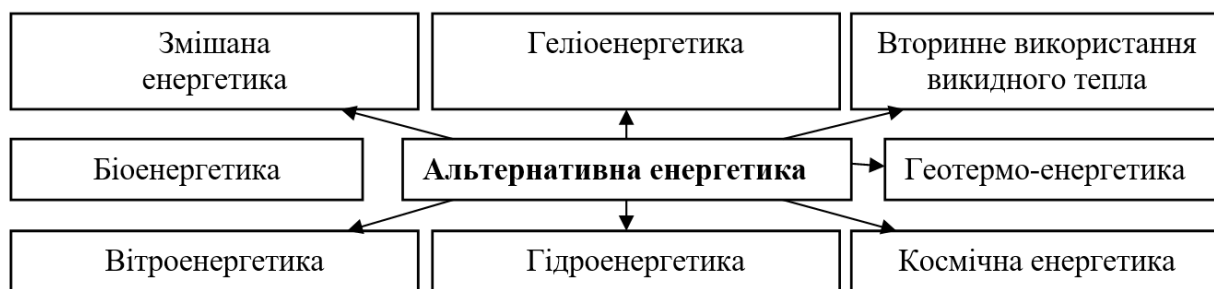 Змішана
енергетика
Геліоенергетика
Вторинне використання
викидного тепла
Біоенергетика
Альтернативна енергетика
Геотермо-енергетика
Вітроенергетика
Гідроенергетика
Космічна енергетика